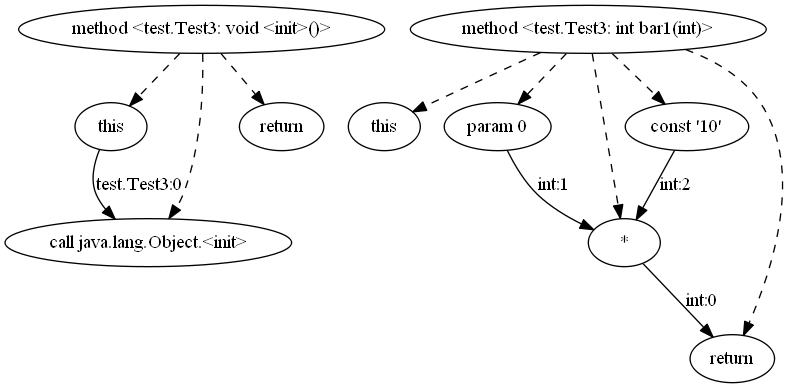 method <test.Test3: void <init>()>
method <test.Test3: int bar1(int)>
this
return
this
param 0
const '10'
test.Test3:0
int:1
int:2
call java.lang.Object.<init>
*
int:0
return